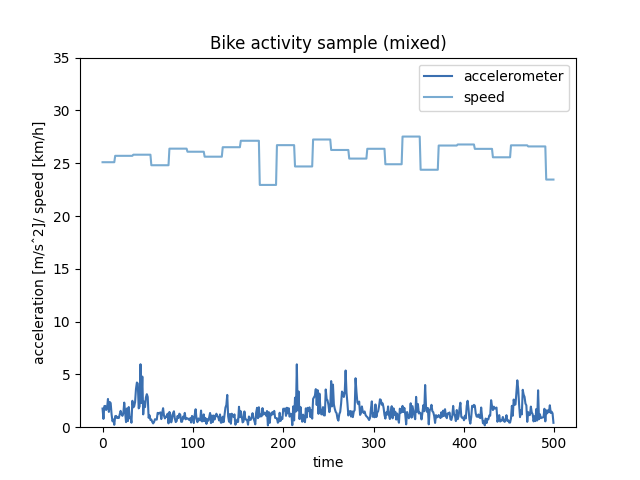 Bike activity sample (mixed)
accelerometer
speed
acceleration [m/sˆ2]/ speed [km/h]
35
30
25
20
15
10
5
0
0 100 200 300 400 500
time